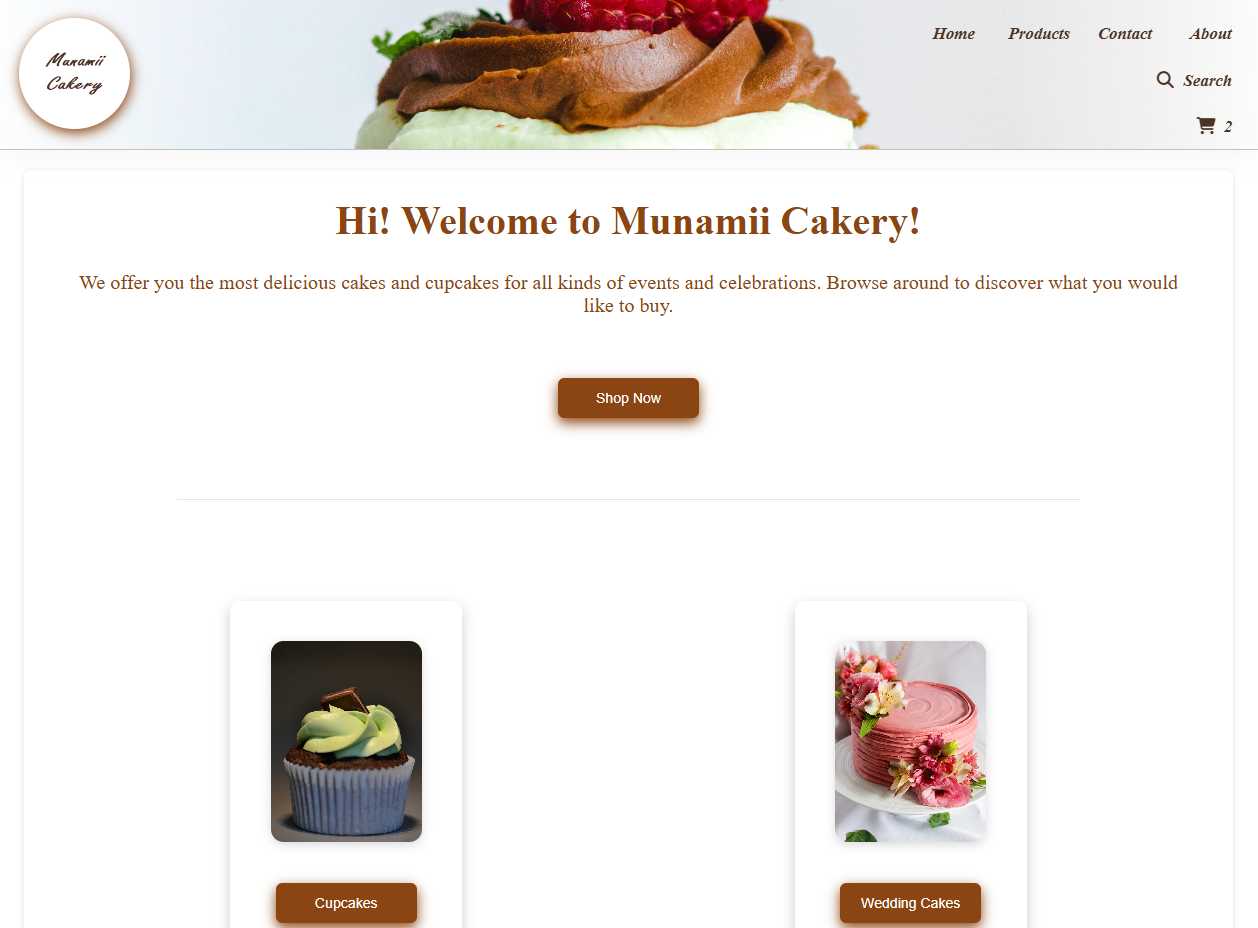 Munamii
Cakery
Home Products Contact About
Search
2
Hi! Welcome to Munamii Cakery!
We offer you the most delicious cakes and cupcakes for all kinds of events and celebrations. Browse around to discover what you would
like to buy.
Shop Now
Cupcakes Wedding Cakes